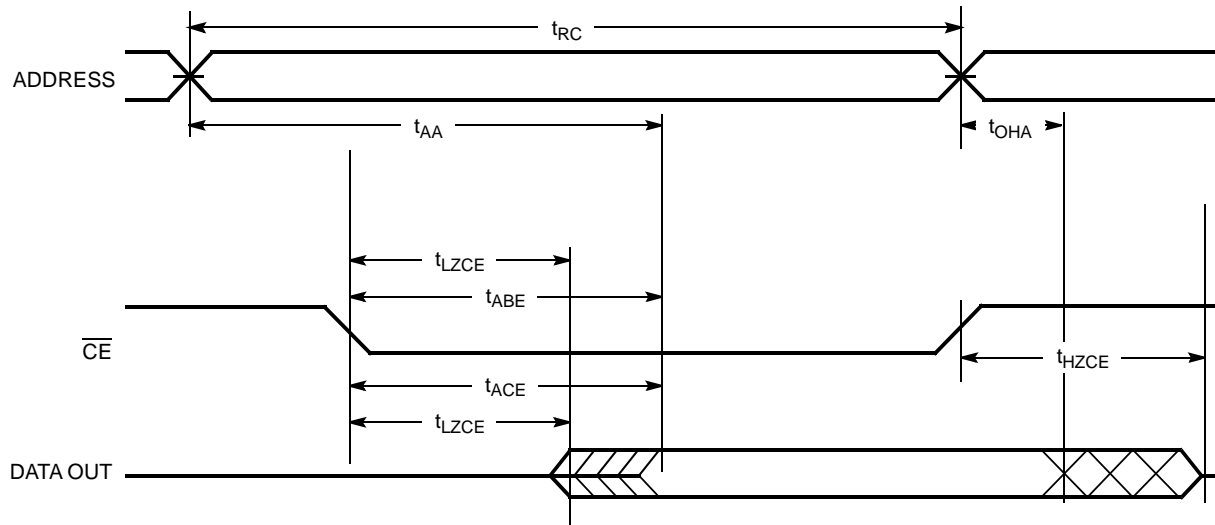 tRC
ADDRESS
tAA
tOHA
tLZCE
tABE
CE
tHZCE
tACE
tLZCE
DATA OUT